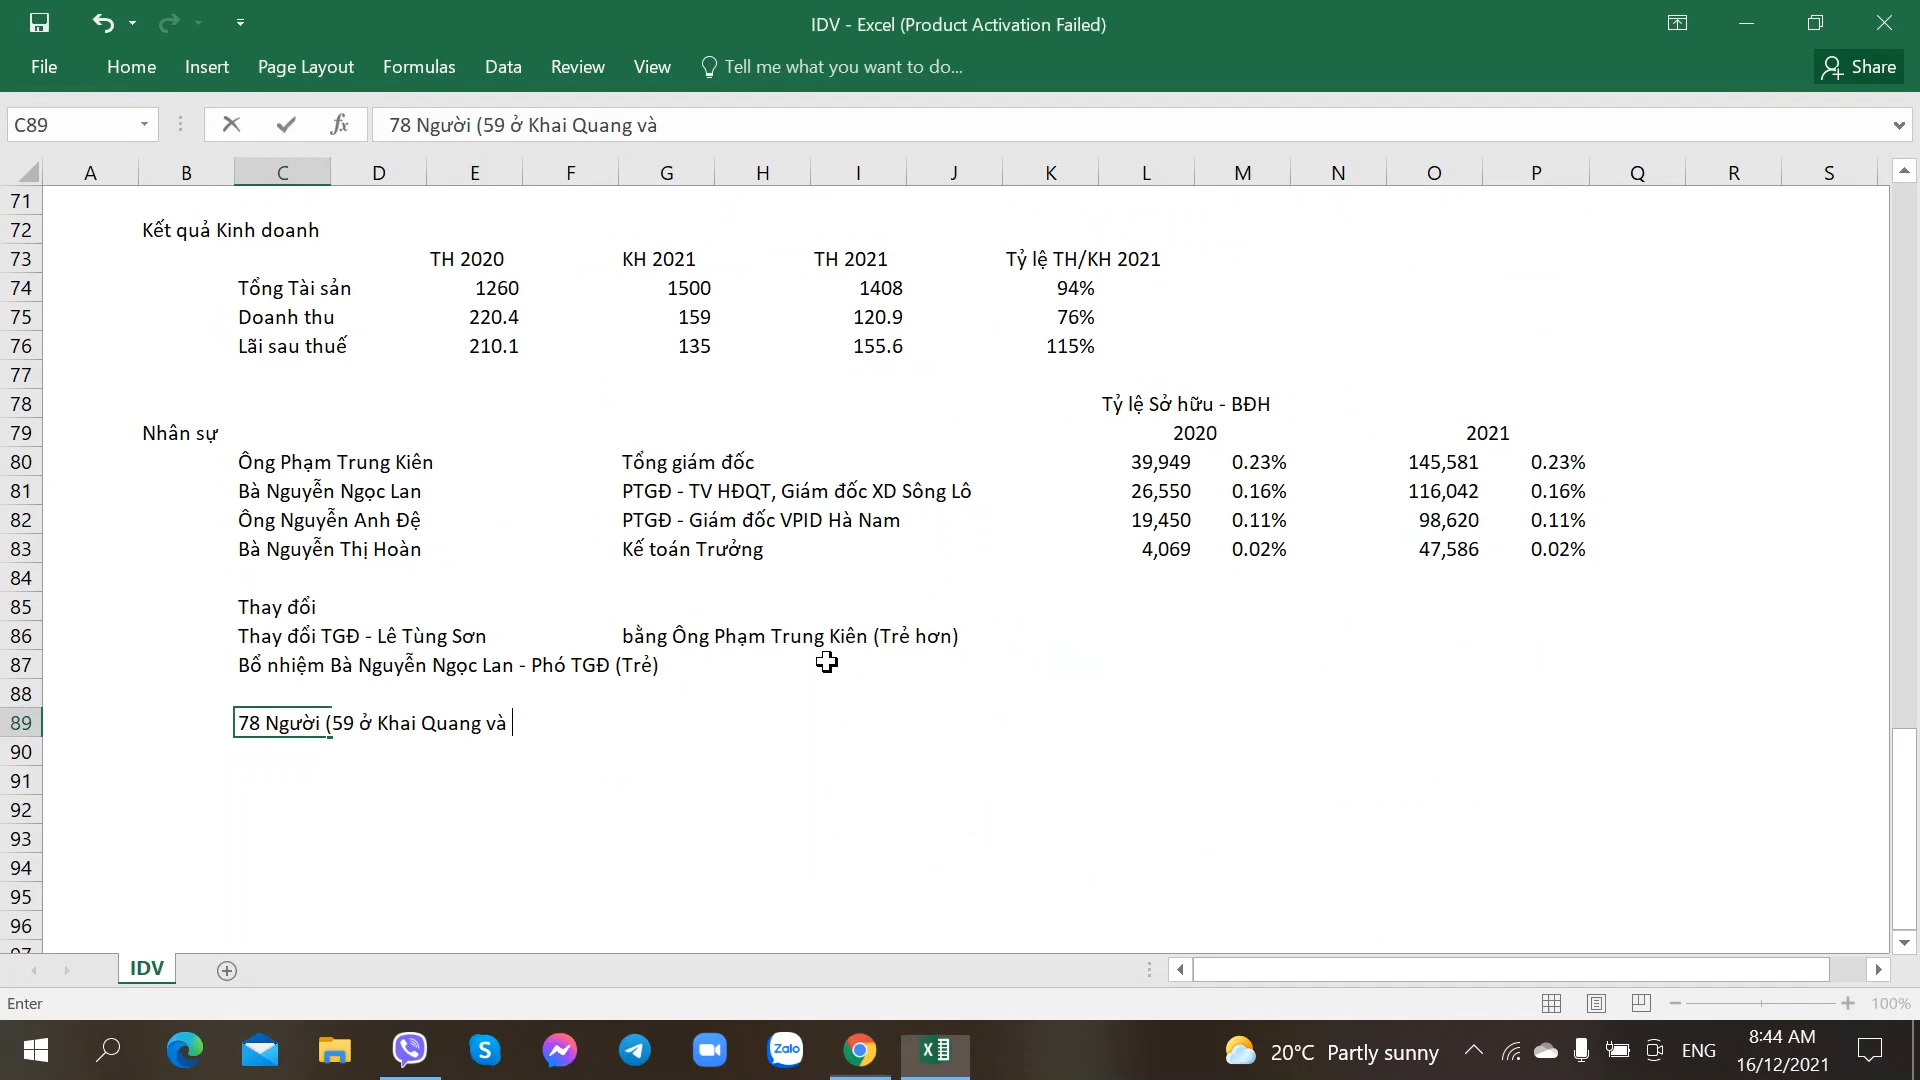 IDV - Excel (Product Activation Failed)
File Home Insert Page Layout Formulas Data Review View Tell me what you want to do... Share
C89 fx 78 Người (59 ở Khai Quang và
A B C D E F G H I J K L M N O P Q R S
71
72 Kết quả Kinh doanh
73 TH 2020 KH 2021 TH 2021 Tỷ lệ TH/KH 2021
74 Tổng Tài sản 1260 1500 1408 94%
75 Doanh thu 220.4 159 120.9 76%
76 Lãi sau thuế 210.1 135 155.6 115%
77
78 Tỷ lệ Sở hữu - BĐH
79 Nhân sự 2020 2021
80 Ông Phạm Trung Kiên Tổng giám đốc 39,949 0.23% 145,581 0.23%
81 Bà Nguyễn Ngọc Lan PTGĐ - TV HĐQT, Giám đốc XD Sông Lô 26,550 0.16% 116,042 0.16%
82 Ông Nguyễn Anh Đệ PTGĐ - Giám đốc VPID Hà Nam 19,450 0.11% 98,620 0.11%
83 Bà Nguyễn Thị Hoàn Kế toán Trưởng 4,069 0.02% 47,586 0.02%
84
85 Thay đổi
86 Thay đổi TGĐ - Lê Tùng Sơn bằng Ông Phạm Trung Kiên (Trẻ hơn)
87 Bổ nhiệm Bà Nguyễn Ngọc Lan - Phó TGĐ (Trẻ)
88
89 78 Người (59 ở Khai Quang và
90
91
92
93
94
95
96
97
IDV
Enter 100%
Zalo 20°C Partly sunny ENG 8:44 AM
16/12/2021